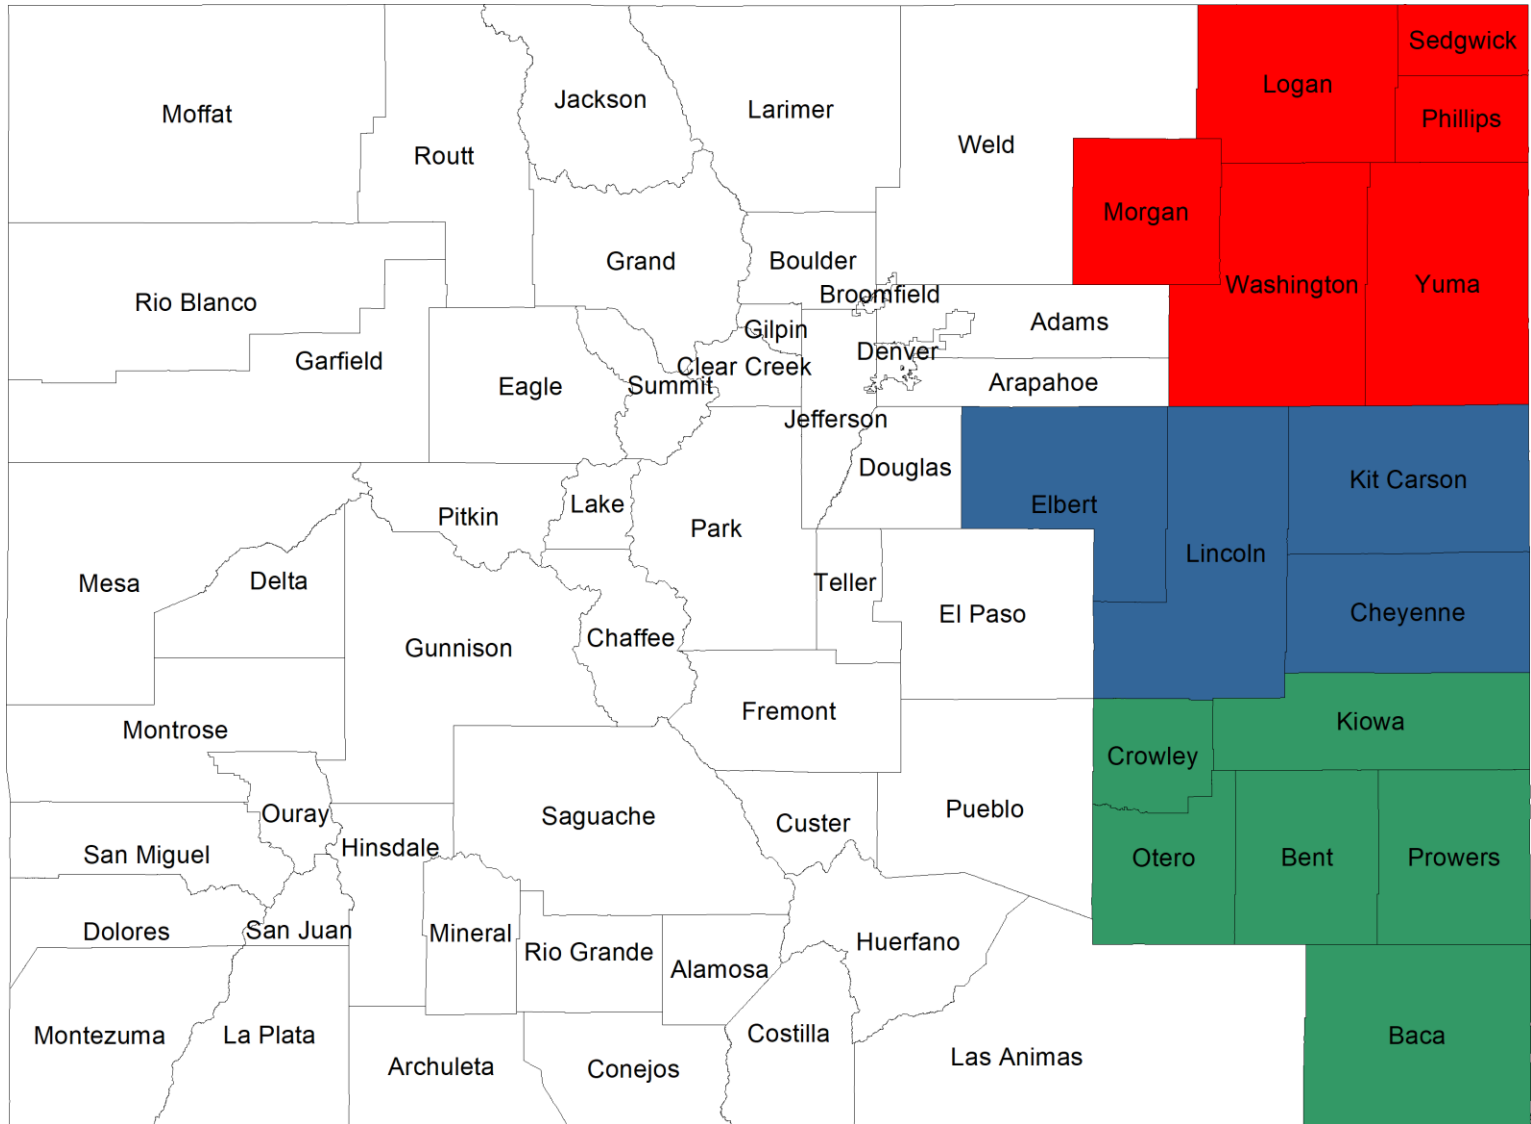 Sedgwick
Logan
Jackson
Larimer
Moffat
Phillips
Weld
Routt
Morgan
Grand
Boulder
Washington
Yuma
Rio Blanco
Broomfield
Adams
Gilpin
Denver
Garfield
Clear Creek
Arapahoe
Eagle
Summit
Jefferson
Douglas
Kit Carson
Lake
Elbert
Pitkin
Park
Lincoln
Mesa
Delta
Teller
Cheyenne
El Paso
Chaffee
Gunnison
Fremont
Kiowa
Montrose
Crowley
Pueblo
Ouray
Saguache
Custer
Hinsdale
San Miguel
Otero
Bent
Prowers
Dolores
San Juan
Mineral
Huerfano
Rio Grande
Alamosa
Montezuma
La Plata
Costilla
Baca
Las Animas
Archuleta
Conejos